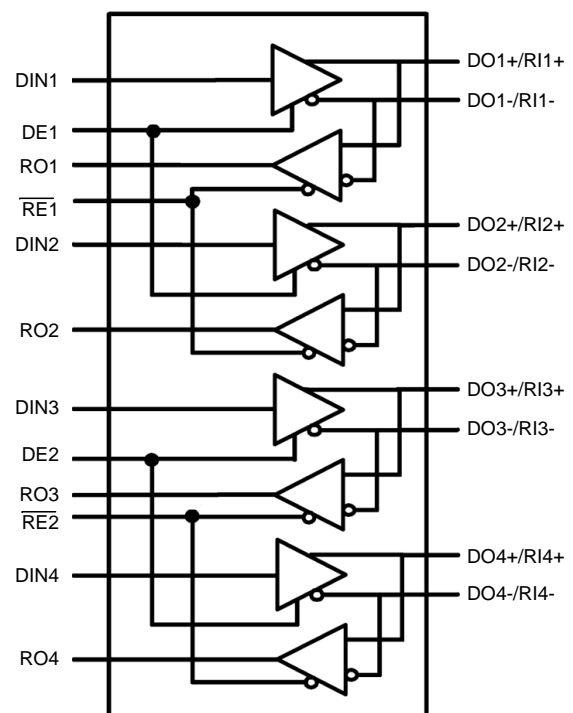 DIN1
DE1
RO1
RE1
DIN2
RO2
DIN3
DE2
RO3
RE2
DIN4
RO4
DO1+/RI1+
DO1-/RI1-
DO2+/RI2+
DO2-/RI2-
DO3+/RI3+
DO3-/RI3-
DO4+/RI4+
DO4-/RI4-